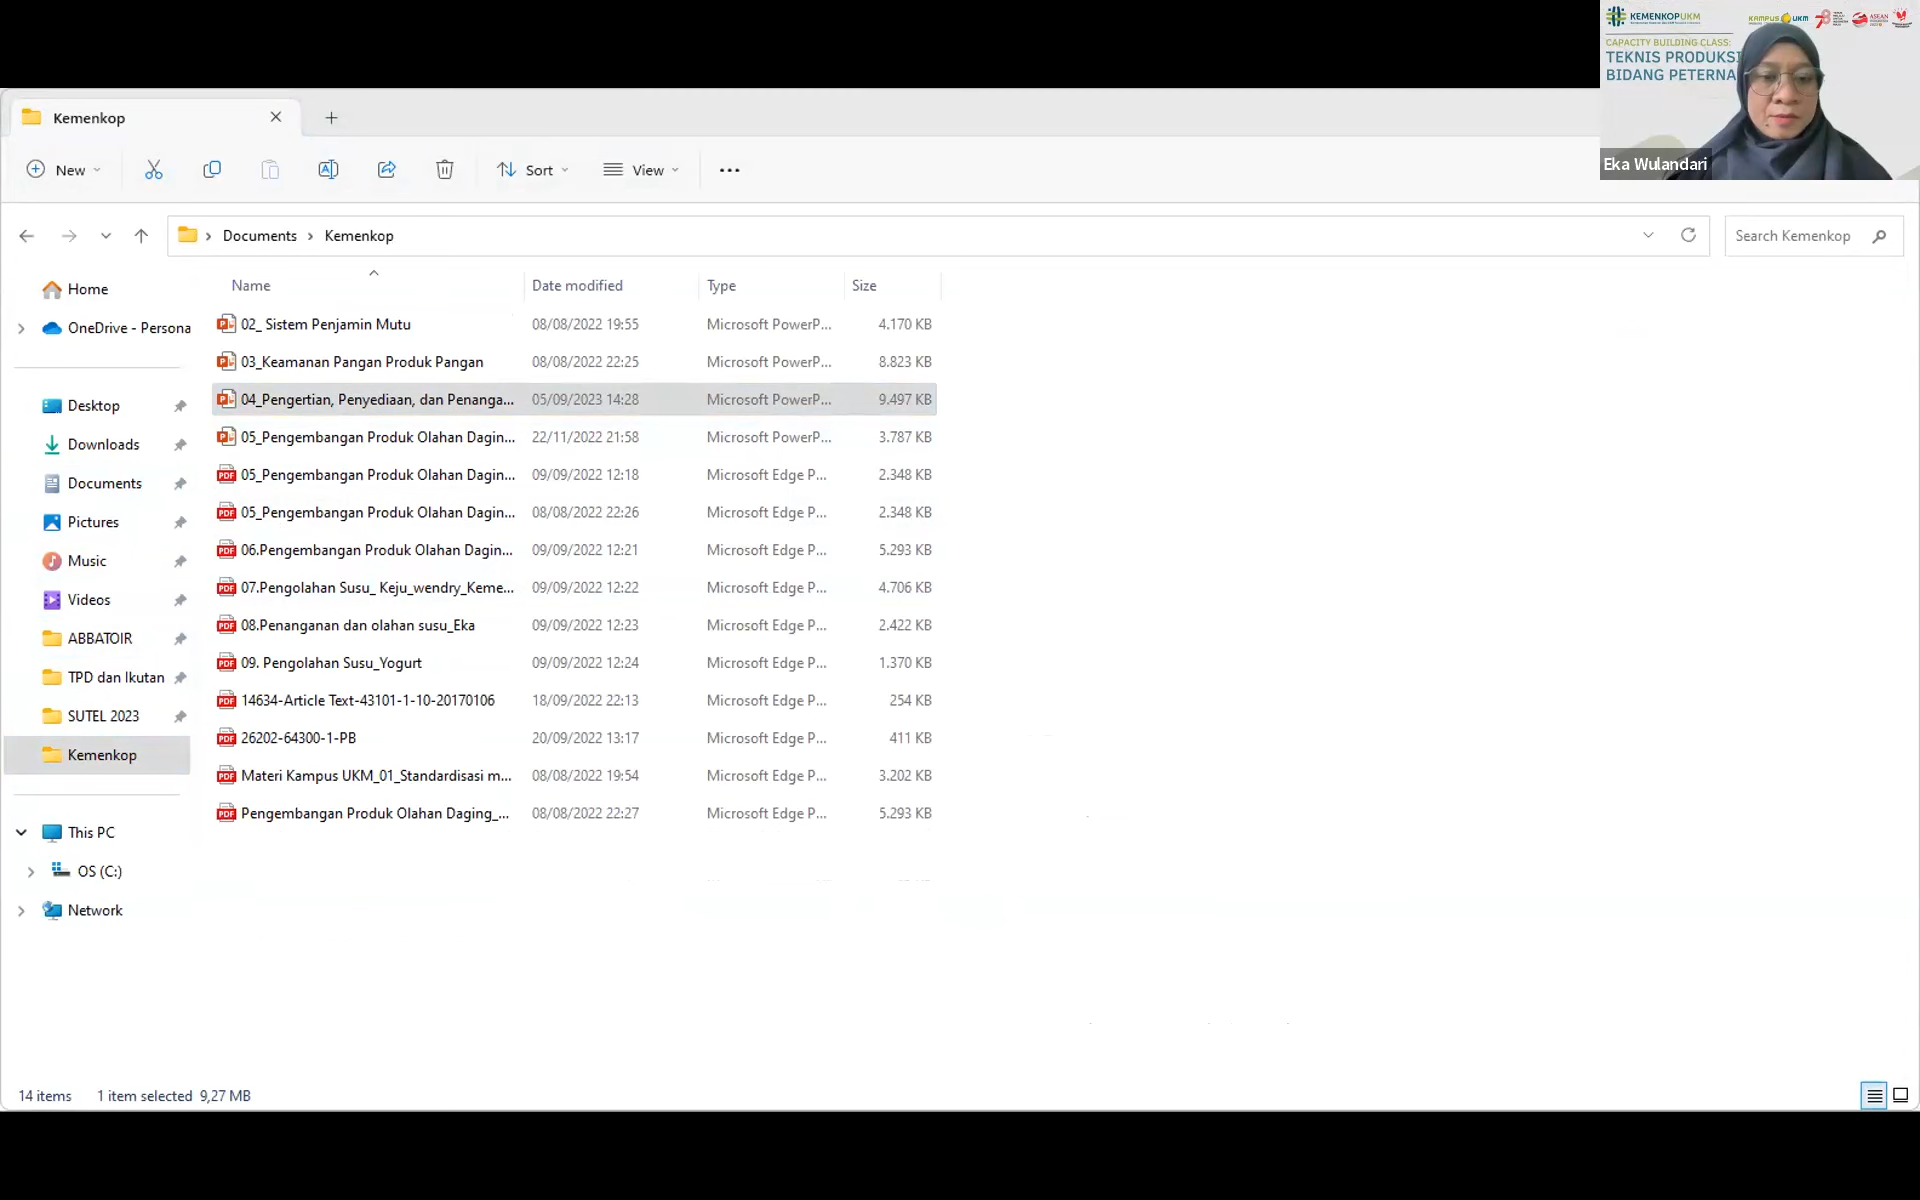 KEMENKOPUKM
KAMPUS UKM
78
ASEAN
CAPACITY BUILDING CLASS:
TEKNIS PRODUKSI
BIDANG PETERNA
Eka Wulandari
Kemenkop
New
Sort
View
Documents
Kemenkop
Search Kemenkop
Name Date modified Type Size
02_ Sistem Penjamin Mutu 08/08/2022 19:55 Microsoft PowerP... 4.170 KB
03_Keamanan Pangan Produk Pangan 08/08/2022 22:25 Microsoft PowerP... 8.823 KB
04_Pengertian, Penyediaan, dan Penanga... 05/09/2023 14:28 Microsoft PowerP... 9.497 KB
05_Pengembangan Produk Olahan Dagin... 22/11/2022 21:58 Microsoft PowerP... 3.787 KB
05_Pengembangan Produk Olahan Dagin... 09/09/2022 12:18 Microsoft Edge P... 2.348 KB
05_Pengembangan Produk Olahan Dagin... 08/08/2022 22:26 Microsoft Edge P... 2.348 KB
06.Pengembangan Produk Olahan Dagin... 09/09/2022 12:21 Microsoft Edge P... 5.293 KB
07.Pengolahan Susu_ Keju_wendry_Keme... 09/09/2022 12:22 Microsoft Edge P... 4.706 KB
08.Penanganan dan olahan susu_Eka 09/09/2022 12:23 Microsoft Edge P... 2.422 KB
09. Pengolahan Susu_Yogurt 09/09/2022 12:24 Microsoft Edge P... 1.370 KB
14634-Article Text-43101-1-10-20170106 18/09/2022 22:13 Microsoft Edge P... 254 KB
26202-64300-1-PB 20/09/2022 13:17 Microsoft Edge P... 411 KB
Materi Kampus UKM_01_Standardisasi m... 08/08/2022 19:54 Microsoft Edge P... 3.202 KB
Pengembangan Produk Olahan Daging_... 08/08/2022 22:27 Microsoft Edge P... 5.293 KB
Home
OneDrive - Persona
Desktop
Downloads
Documents
Pictures
Music
Videos
ABBATOIR
TPD dan Ikutan
SUTEL 2023
Kemenkop
This PC
OS (C:)
Network
14 items 1 item selected 9,27 MB